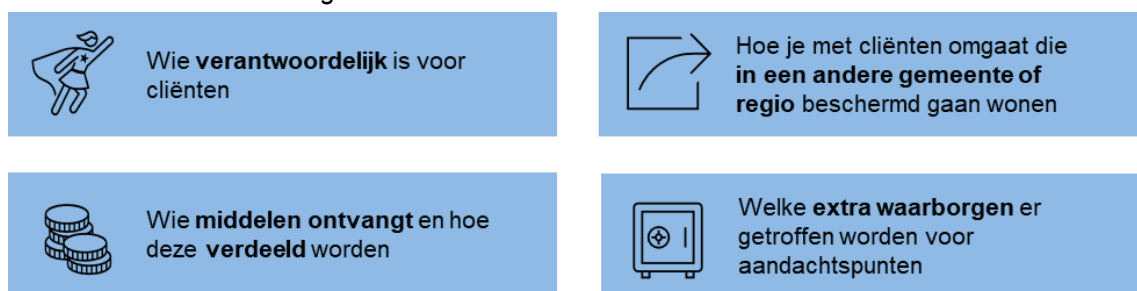 Wie verantwoordelijk is voor
cliënten
Hoe je met cliënten omgaat die
in een andere gemeente of
regio beschermd gaan wonen
Wie middelen ontvangt en hoe
deze verdeeld worden
Welke extra waarborgen er
getroffen worden voor
aandachtspunten